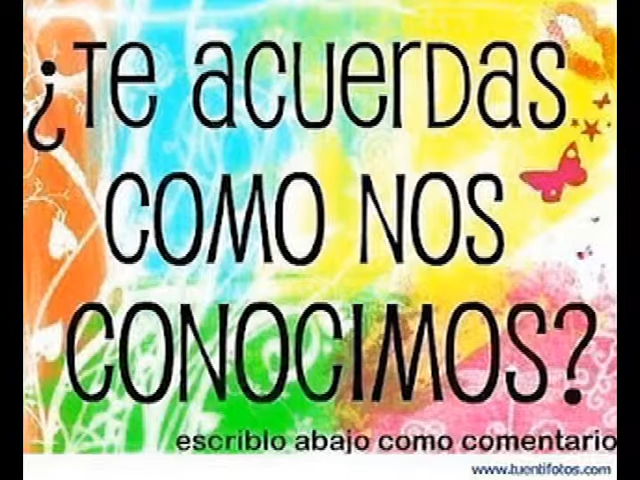 ¿Te acuerdas
como nos
conocimos?
escriblo abajo como comentario
www.tuentifotos.com